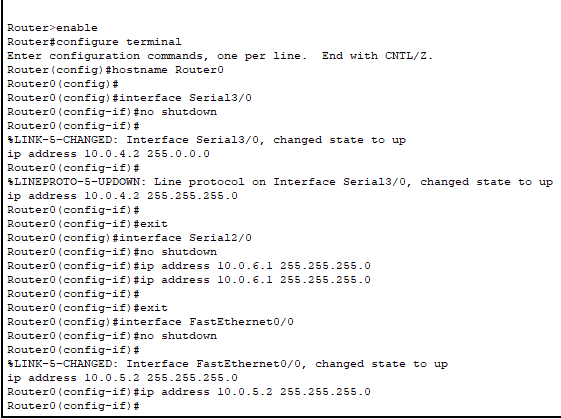 Router>enable
Router#configure terminal
Enter configuration commands, one per line.  End with CNTL/Z.
Router(config)#hostname Router0
Router0(config)#
Router0(config)#interface Serial3/0
Router0(config-if)#no shutdown
Router0(config-if)#
%LINK-5-CHANGED: Interface Serial3/0, changed state to up
ip address 10.0.4.2 255.0.0.0
Router0(config-if)#
%LINEPROTO-5-UPDOWN: Line protocol on Interface Serial3/0, changed state to up
ip address 10.0.4.2 255.255.255.0
Router0(config-if)#
Router0(config-if)#exit
Router0(config)#interface Serial2/0
Router0(config-if)#no shutdown
Router0(config-if)#ip address 10.0.6.1 255.255.255.0
Router0(config-if)#ip address 10.0.6.1 255.255.255.0
Router0(config-if)#
Router0(config-if)#exit
Router0(config)#interface FastEthernet0/0
Router0(config-if)#no shutdown
Router0(config-if)#
%LINK-5-CHANGED: Interface FastEthernet0/0, changed state to up
ip address 10.0.5.2 255.255.255.0
Router0(config-if)#ip address 10.0.5.2 255.255.255.0
Router0(config-if)#